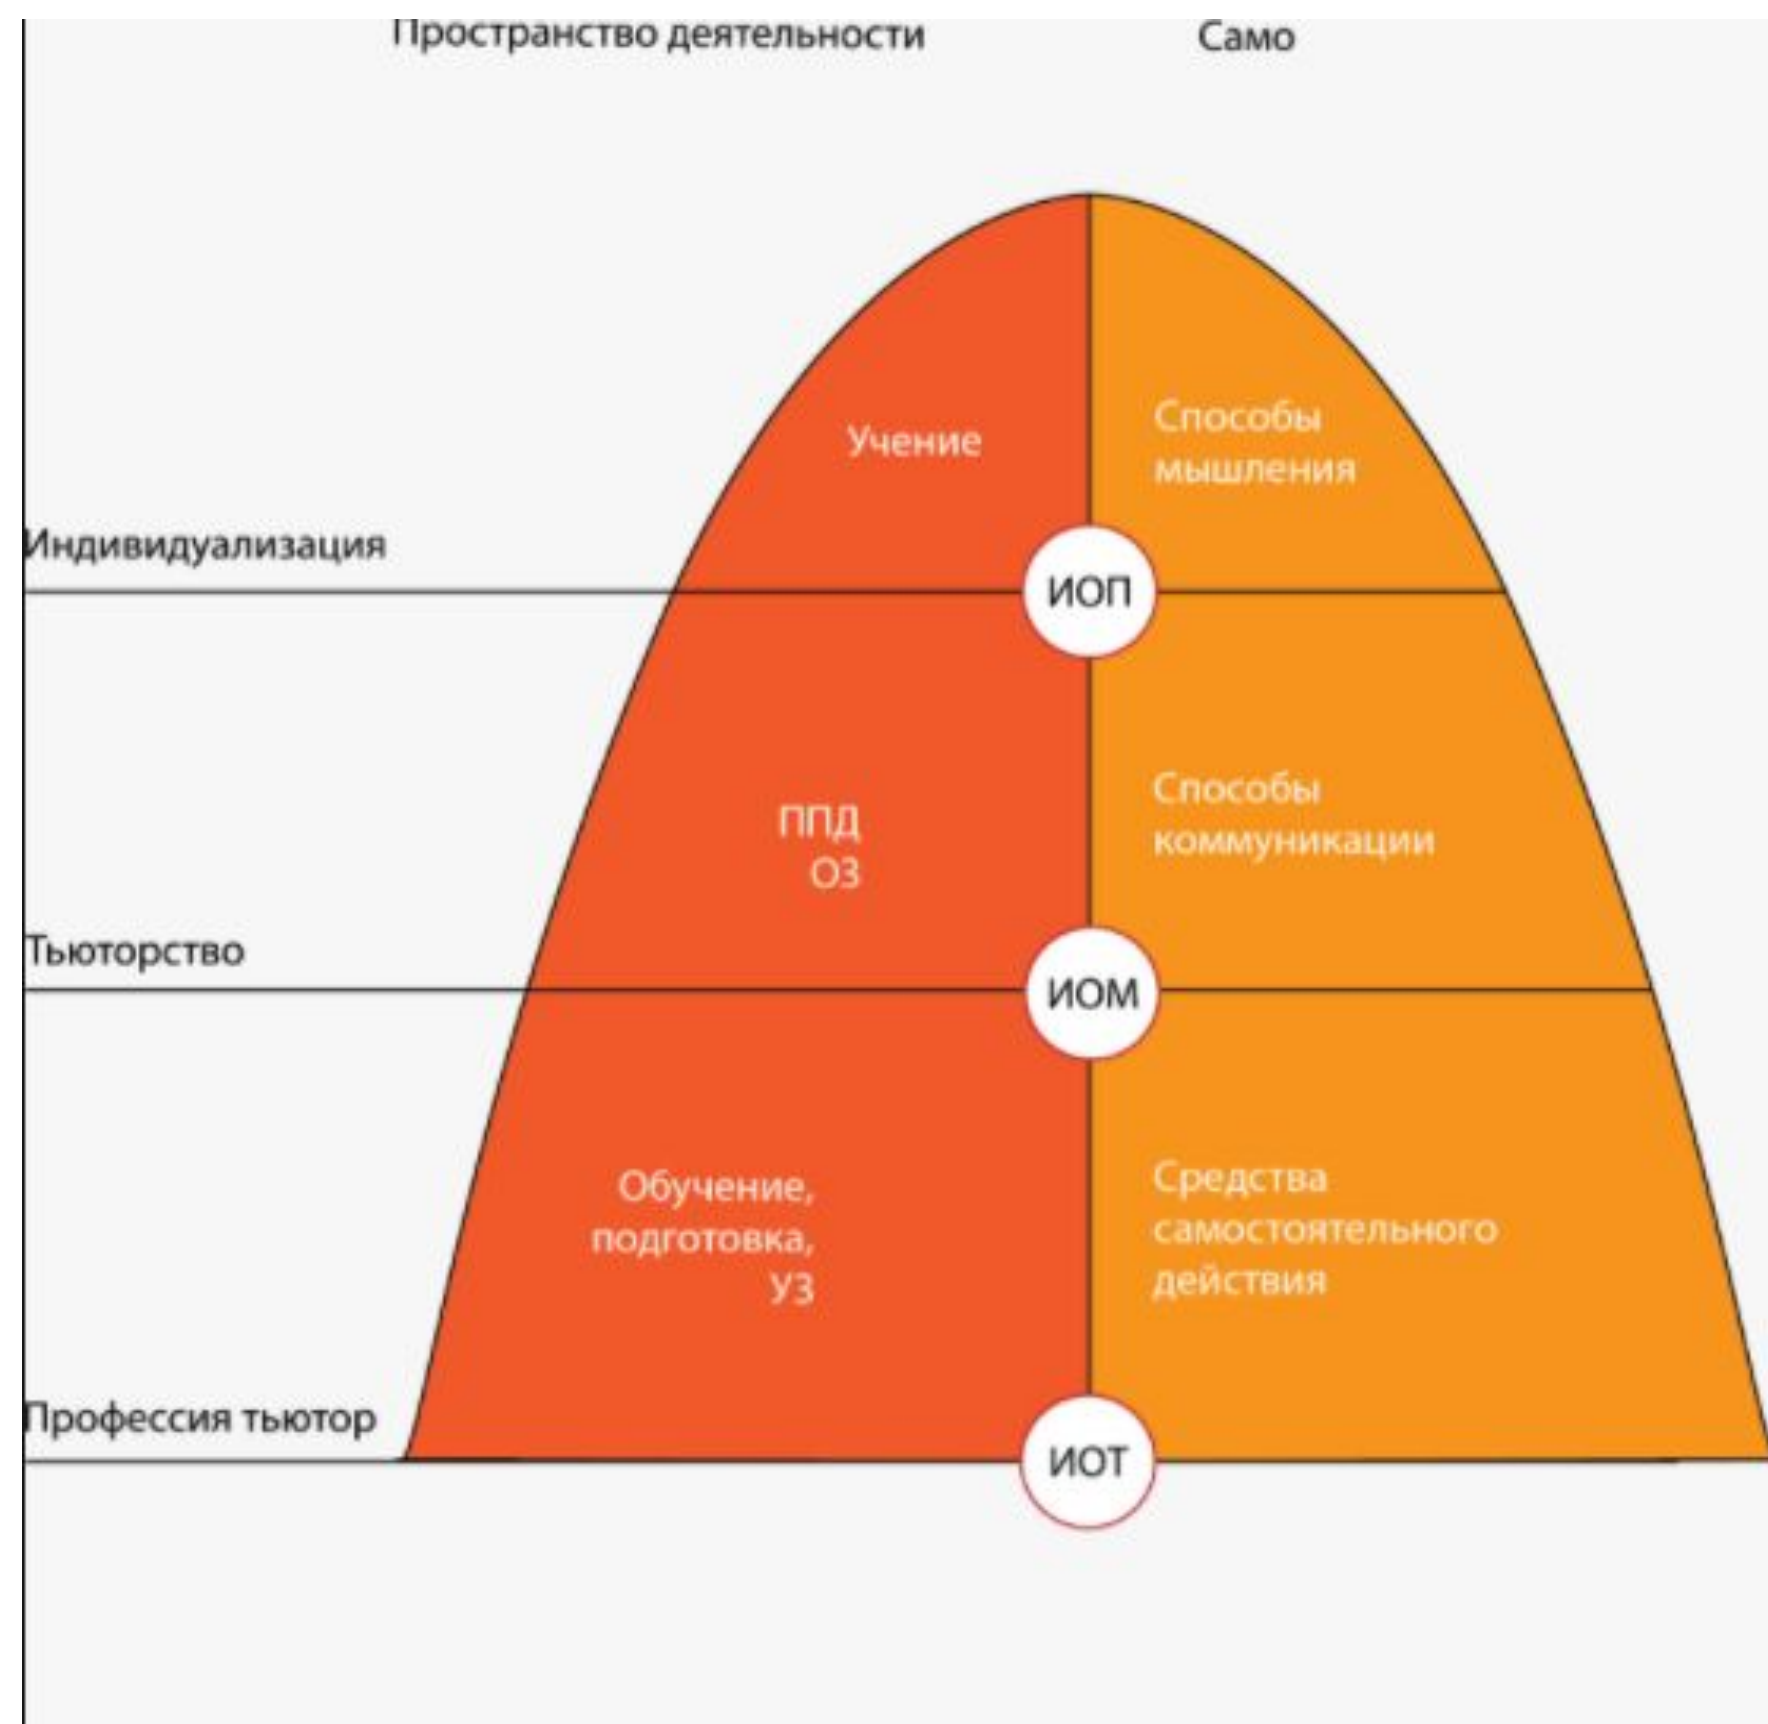 Пространство деятельности
Само
Учение
Способы
мышления
Индивидуализация
ИОП
ППД
ОЗ
Способы
коммуникации
Тьюторство
ИОМ
Обучение,
подготовка,
УЗ
Средства
самостоятельного
действия
Профессия тьютор
ИОТ